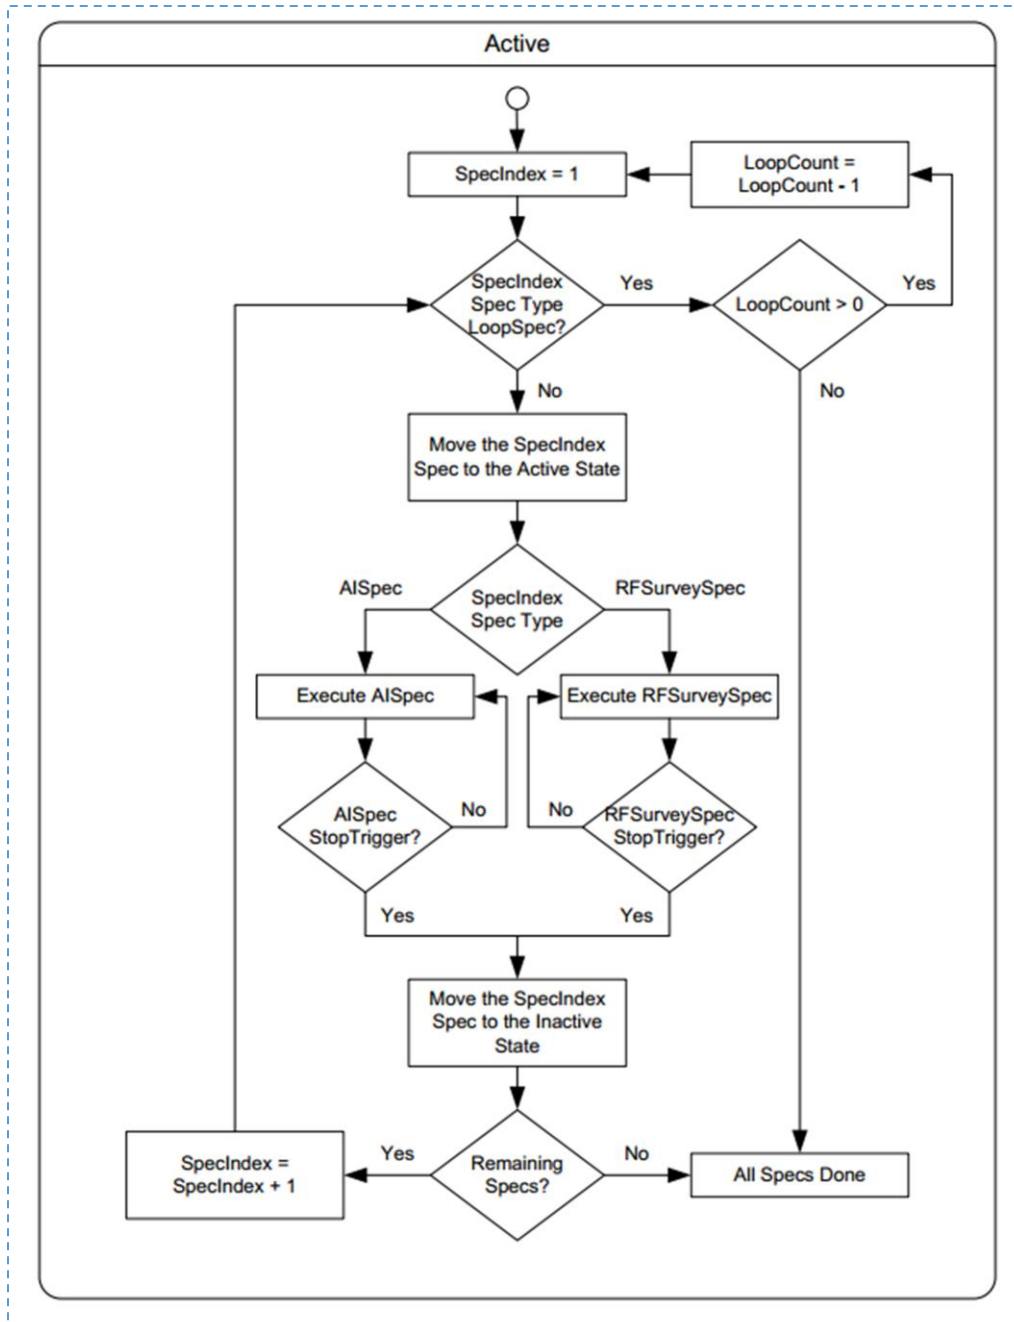 Active
SpecIndex = 1
LoopCount =
LoopCount - 1
SpecIndex
Spec Type
LoopSpec?
Yes
LoopCount > 0
Yes
No
No
Move the SpecIndex
Spec to the Active State
AISpec
SpecIndex
Spec Type
RFSurveySpec
Execute AISpec
Execute RFSurveySpec
AISpec
StopTrigger?
No
No
RFSurveySpec
StopTrigger?
Yes
Yes
Move the SpecIndex
Spec to the Inactive
State
SpecIndex =
SpecIndex + 1
Yes
Remaining
Specs?
No
All Specs Done